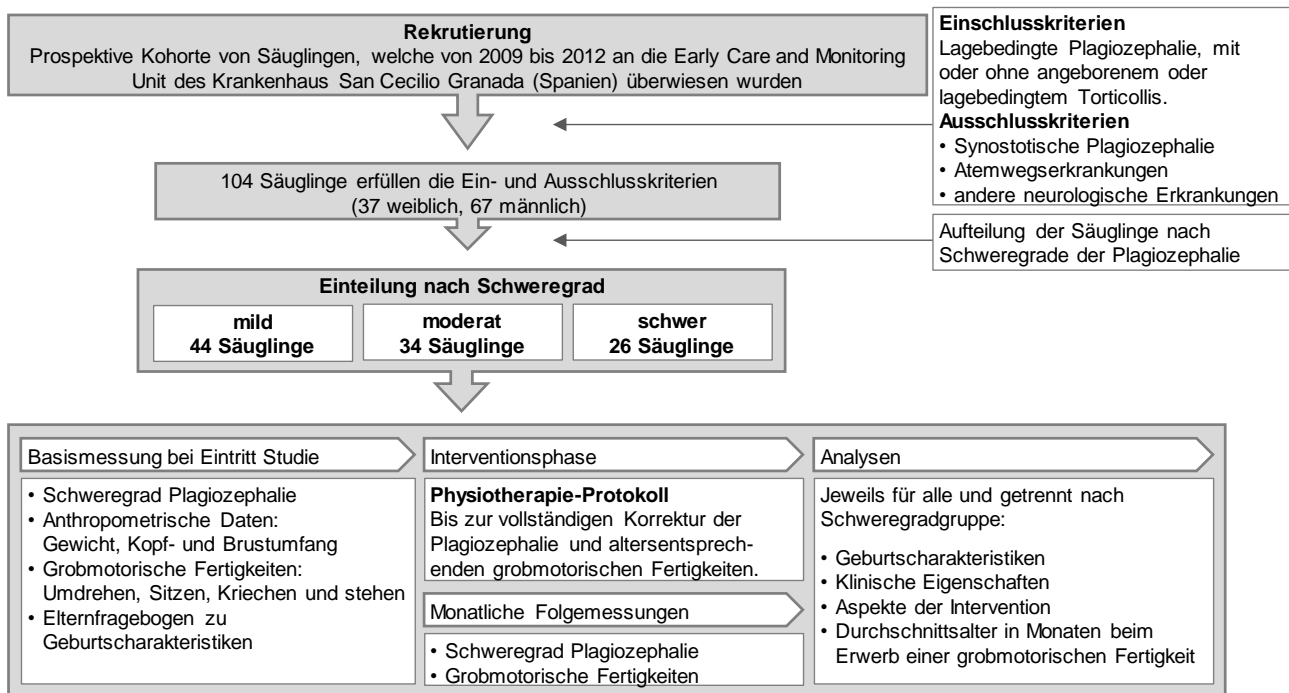 Rekrutierung
Prospektive Kohorte von Säuglingen, welche von 2009 bis 2012 an die Early Care and Monitoring
Unit des Krankenhaus San Cecilio Granada (Spanien) überwiesen wurden
Einschlusskriterien
Lagebedingte Plagiozephalie, mit
oder ohne angeborenem oder
lagebedingtem Torticollis.
Ausschlusskriterien
• Synostotische Plagiozephalie
• Atemwegserkrankungen
• andere neurologische Erkrankungen
104 Säuglinge erfüllen die Ein- und Ausschlusskriterien
(37 weiblich, 67 männlich)
Aufteilung der Säuglinge nach
Schweregrade der Plagiozephalie
Einteilung nach Schweregrad
mild
44 Säuglinge
moderat
34 Säuglinge
schwer
26 Säuglinge
Basismessung bei Eintritt Studie
• Schweregrad Plagiozephalie
• Anthropometrische Daten:
Gewicht, Kopf- und Brustumfang
• Grobmotorische Fertigkeiten:
Umdrehen, Sitzen, Kriechen und stehen
• Elternfragebogen zu
Geburtscharakteristiken
Interventionsphase
Physiotherapie-Protokoll
Bis zur vollständigen Korrektur der
Plagiozephalie und altersentsprech-
enden grobmotorischen Fertigkeiten.
Monatliche Folgemessungen
• Schweregrad Plagiozephalie
• Grobmotorische Fertigkeiten
Analysen
Jeweils für alle und getrennt nach
Schweregradgruppe:
• Geburtscharakteristiken
• Klinische Eigenschaften
• Aspekte der Intervention
• Durchschnittsalter in Monaten beim
Erwerb einer grobmotorischen Fertigkeit